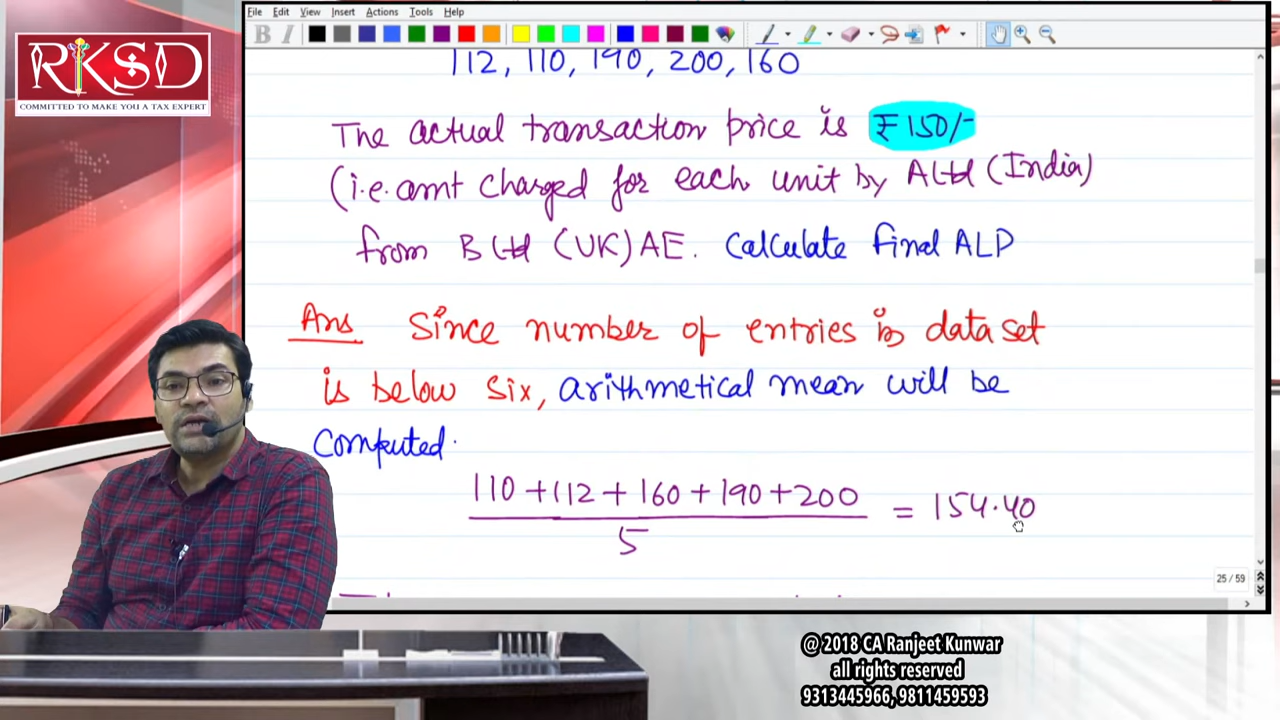 File Edit View Insert Actions Tools Help
B I
RKSD
COMMITTED TO MAKE YOU A TAX EXPERT
112, 110, 190, 200, 160
The actual transaction price is ₹150/-
(i.e. amt charged for each unit by A Ltd (India)
from B Ltd (UK) AE. Calculate final ALP
Ans Since number of entries in data set
is below six, arithmetical mean will be
computed.
110 + 112 + 160 + 190 + 200
5
= 154.40
25 / 59
@ 2018 CA Ranjeet Kunwar
all rights reserved
9313445966, 9811459593